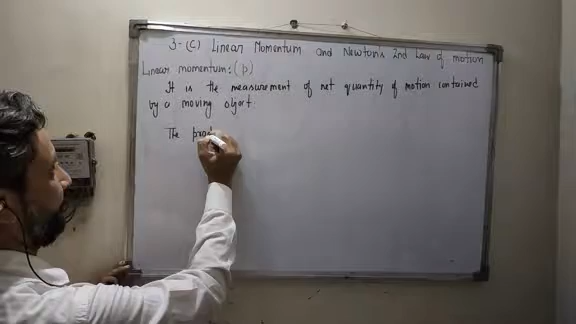 3-(C) Linear Momentum and Newton's 2nd Law of motion
Linear momentum:(p)
It is the measurement of net quantity of motion contained
by a moving object.
The prod